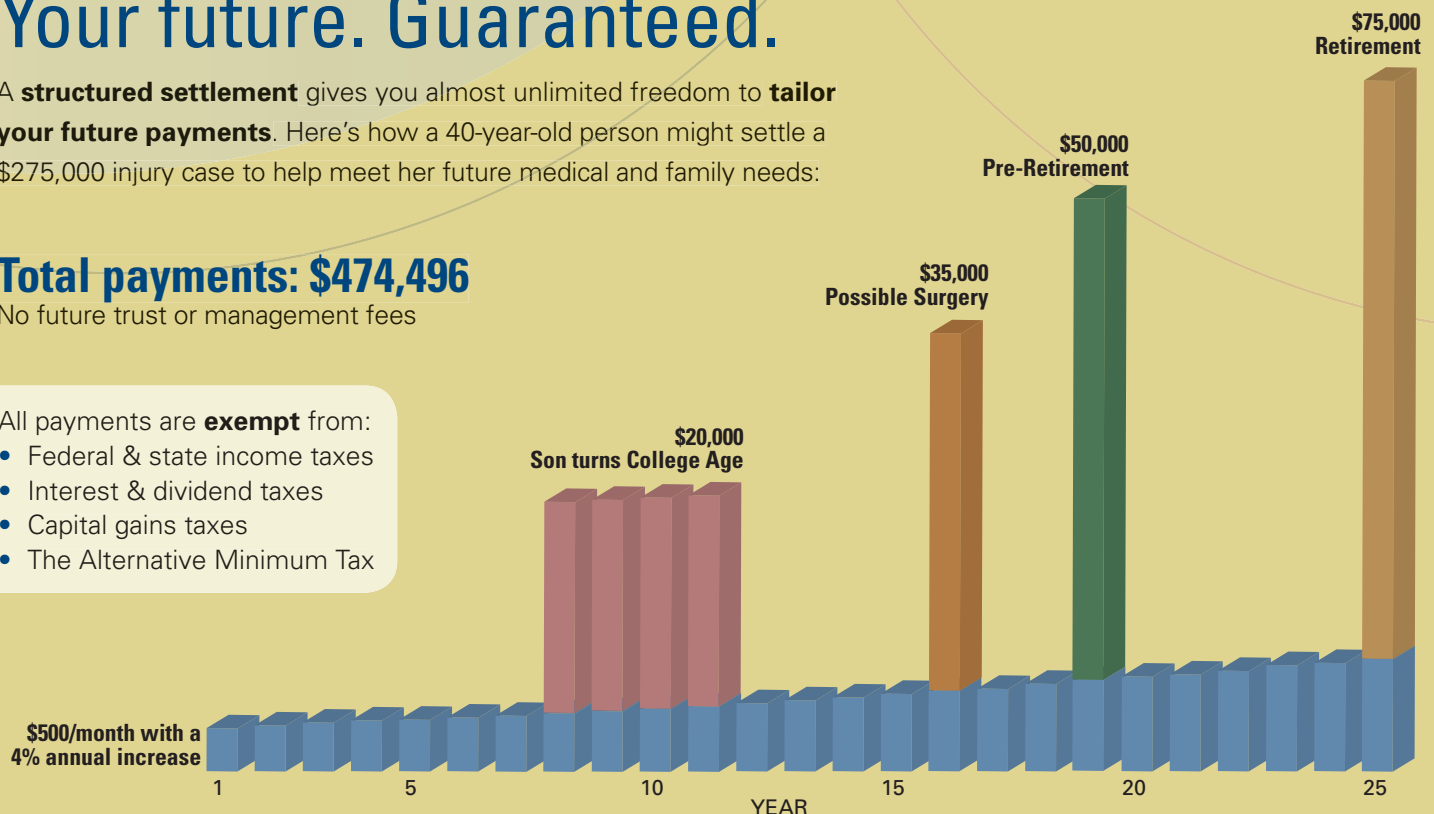 Your future. Guaranteed.
A structured settlement gives you almost unlimited freedom to tailor
your future payments. Here’s how a 40-year-old person might settle a
$275,000 injury case to help meet her future medical and family needs:
Total payments: $474,496
No future trust or management fees
All payments are exempt from:
• Federal & state income taxes
• Interest & dividend taxes
• Capital gains taxes
• The Alternative Minimum Tax
$500/month with a
4% annual increase
$20,000
Son turns College Age
$35,000
Possible Surgery
$50,000
Pre-Retirement
$75,000
Retirement
1 5 10 15 20 25
YEAR